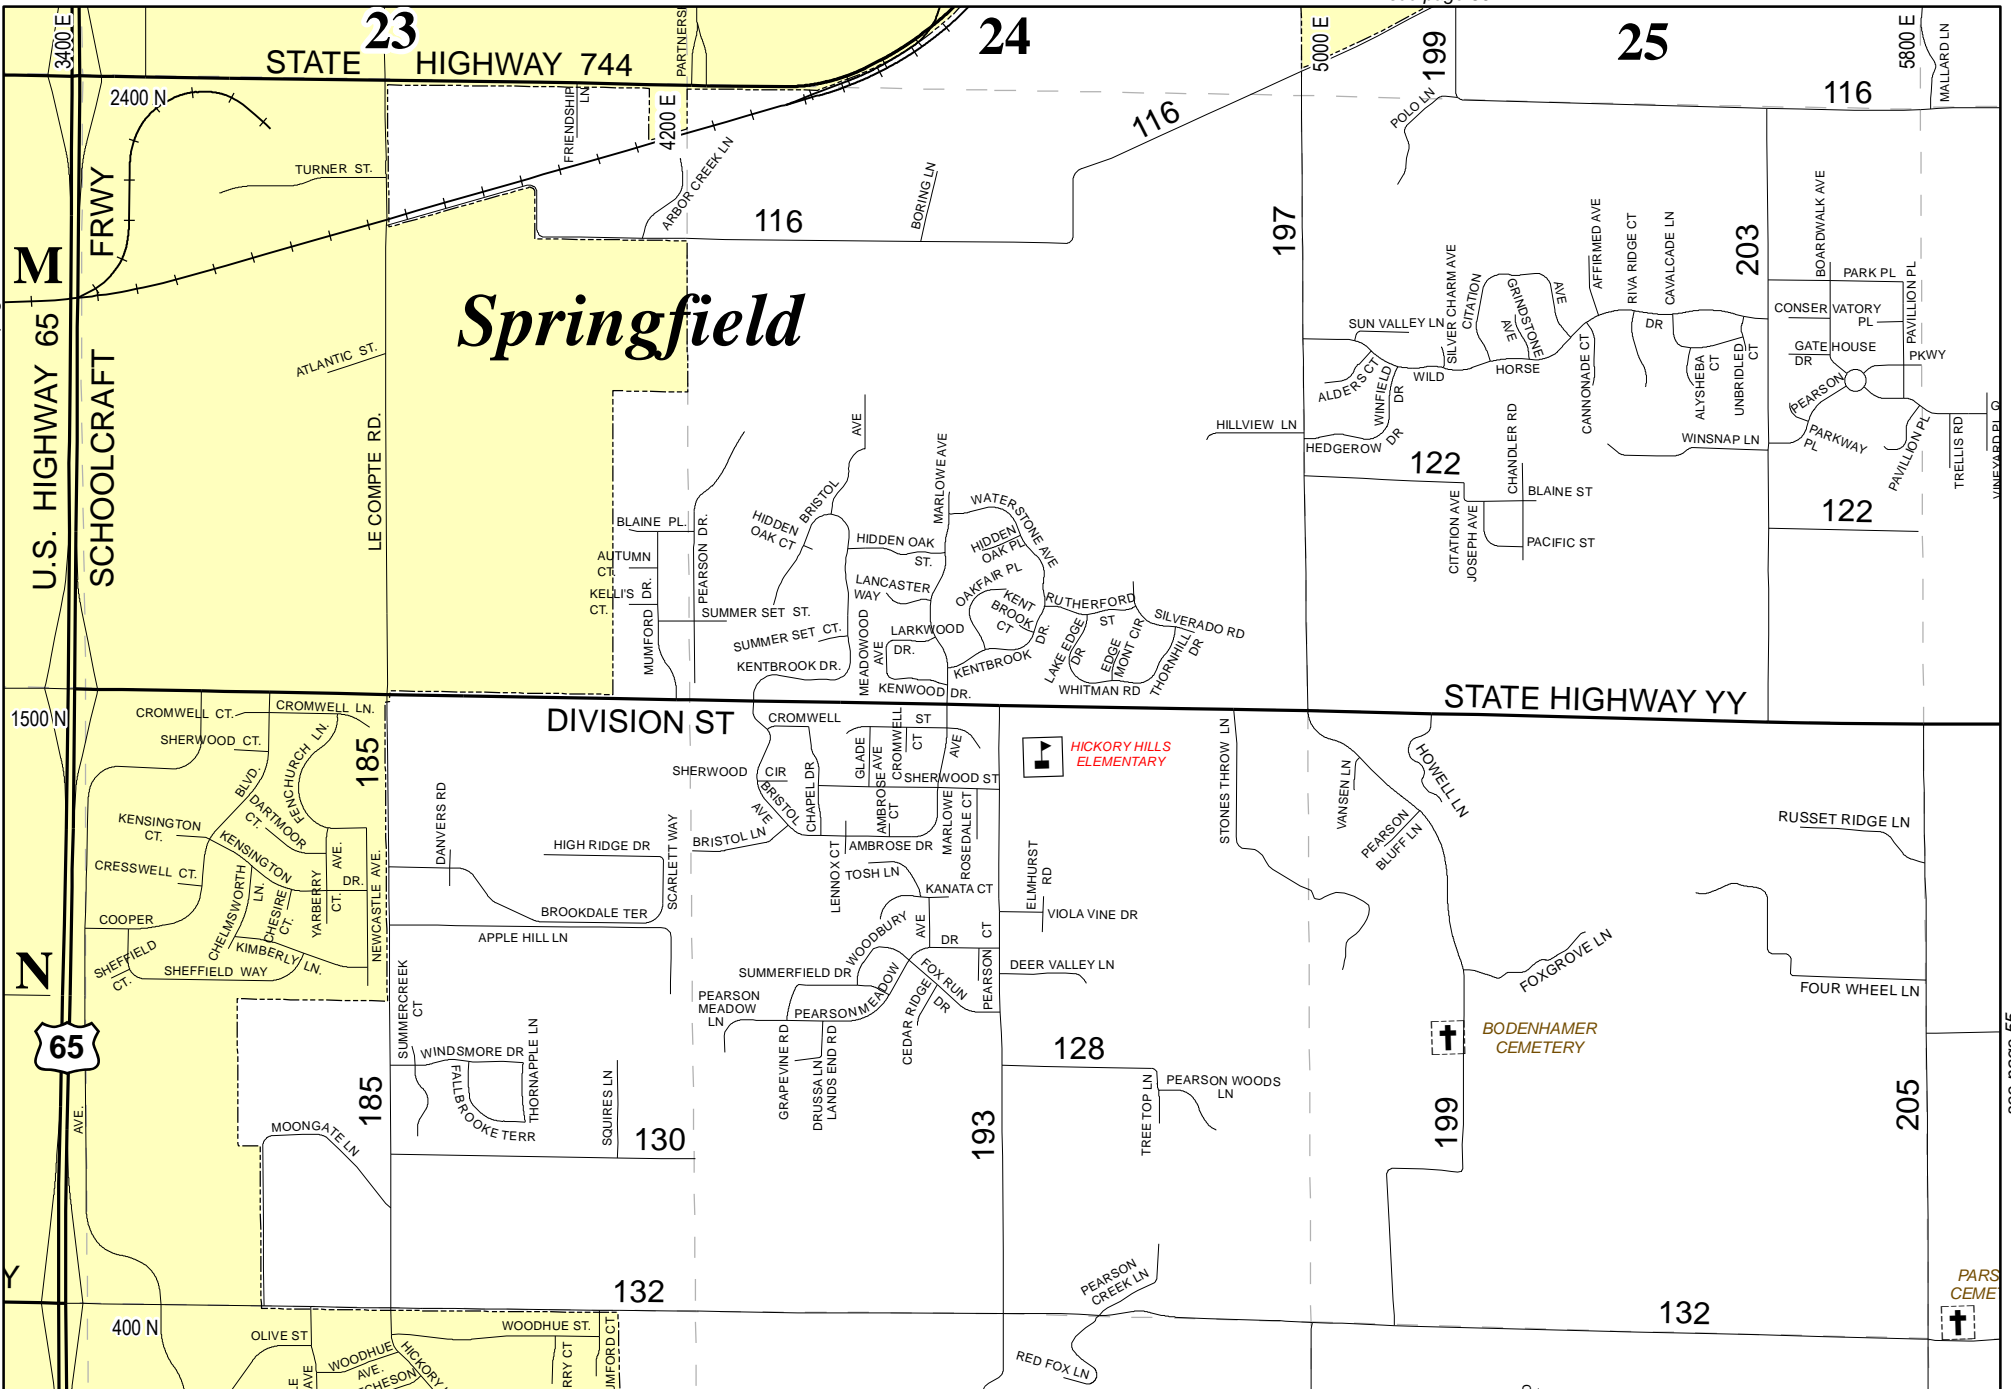 3400 E
23
STATE HIGHWAY 744
24
5000 E
199
25
5800 E
MALLARD LN
2400 N
FRIENDSHIP
LN
4200 E
116
POLO LN
116
TURNER ST.
ARBOR CREEK LN
BORING LN
116
197
203
M
FRWY
SCHOOLCRAFT
U.S. HIGHWAY 65
Springfield
ATLANTIC ST.
LE COMPTE RD.
SUN VALLEY LN
SILVER CHARM AVE
CITATION
AVE
GRINDSTONE
AVE
AFFIRMED AVE
RIVA RIDGE CT
CAVALCADE LN
DR
BOARDWALK AVE
PARK PL
PAVILLION PL
CONSERVATORY
PL
GATE HOUSE
DR
PKWY
ALDERS CT
WINFIELD
DR
WILD
HORSE
CANNONADE CT
ALYSHEBA
CT
UNBRIDLED
CT
PEARSON
PARKWAY
PL
PAVILLION PL
TRELLIS RD
VINEYARD PL
HILLVIEW LN
HEDGEROW
DR
WINSNAP LN
122
CHANDLER RD
BLAINE ST
CITATION AVE
JOSEPH AVE
PACIFIC ST
122
AVE
BRISTOL
MARLOWE AVE
WATERSTONE AVE
BLAINE PL.
PEARSON DR.
HIDDEN
OAK CT
HIDDEN OAK
ST.
HIDDEN
OAK PL
AUTUMN
CT.
KELLI'S
CT.
MUMFORD DR.
LANCASTER
WAY
OAKFAIR PL
KENT
BROOK
CT
RUTHERFORD
ST
SILVERADO RD
SUMMER SET ST.
SUMMER SET CT.
MEADOWOOD
AVE
LARKWOOD
DR.
KENTBROOK
DR.
LAKE EDGE
DR
EDGE
MONT CIR
THORNHILL
DR
KENTBROOK DR.
KENWOOD DR.
WHITMAN RD
1500 N
DIVISION ST
STATE HIGHWAY YY
CROMWELL CT.
CROMWELL LN.
SHERWOOD CT.
BLVD.
FENCHURCH LN.
185
CROMWELL
ST
GLADE
CROMWELL
CT
AVE
HICKORY HILLS
ELEMENTARY
STONES THROW LN
VANSEN LN
HOWELL LN
PEARSON
BLUFF LN
SHERWOOD
CIR
BRISTOL
AVE
CHAPEL DR
AMBROSE AVE
CT
SHERWOOD ST
MARLOWE
ROSEDALE CT
DARTMOOR
CT.
KENSINGTON
CT.
KENSINGTON
DR.
CRESSWELL CT.
CHELMSWORTH
LN.
CHESIRE
CT.
YARBERRY
CT.
AVE.
NEWCASTLE AVE.
COOPER
KIMBERLY LN.
SHEFFIELD
CT.
SHEFFIELD WAY
DANVERS RD
HIGH RIDGE DR
SCARLETT WAY
BRISTOL LN
LENNOX CT
AMBROSE DR
TOSH LN
KANATA CT
ELMHURST
RD
VIOLA VINE DR
BROOKDALE TER
APPLE HILL LN
WOODBURY
AVE
DR
PEARSON
CT
DEER VALLEY LN
RUSSET RIDGE LN
FOXGROVE LN
FOUR WHEEL LN
N
SUMMERFIELD DR
PEARSON
MEADOW
LN
PEARSON MEADOW
FOX RUN
DR
CEDAR RIDGE
GRAPEVINE RD
DRUSSA LN
LANDS END RD
65
SUMMERCREEK
CT
WINDSMORE DR
FALLBROOKE TERR
THORNAPPLE LN
SQUIRES LN
128
PEARSON WOODS
LN
TREE TOP LN
BODENHAMER
CEMETERY
185
AVE.
MOONGATE LN
130
193
199
205
132
PEARSON
CREEK LN
132
PARS
CEME
400 N
OLIVE ST
WOODHUE ST.
WOODHUE
AVE.
HICKORY
RED FOX LN